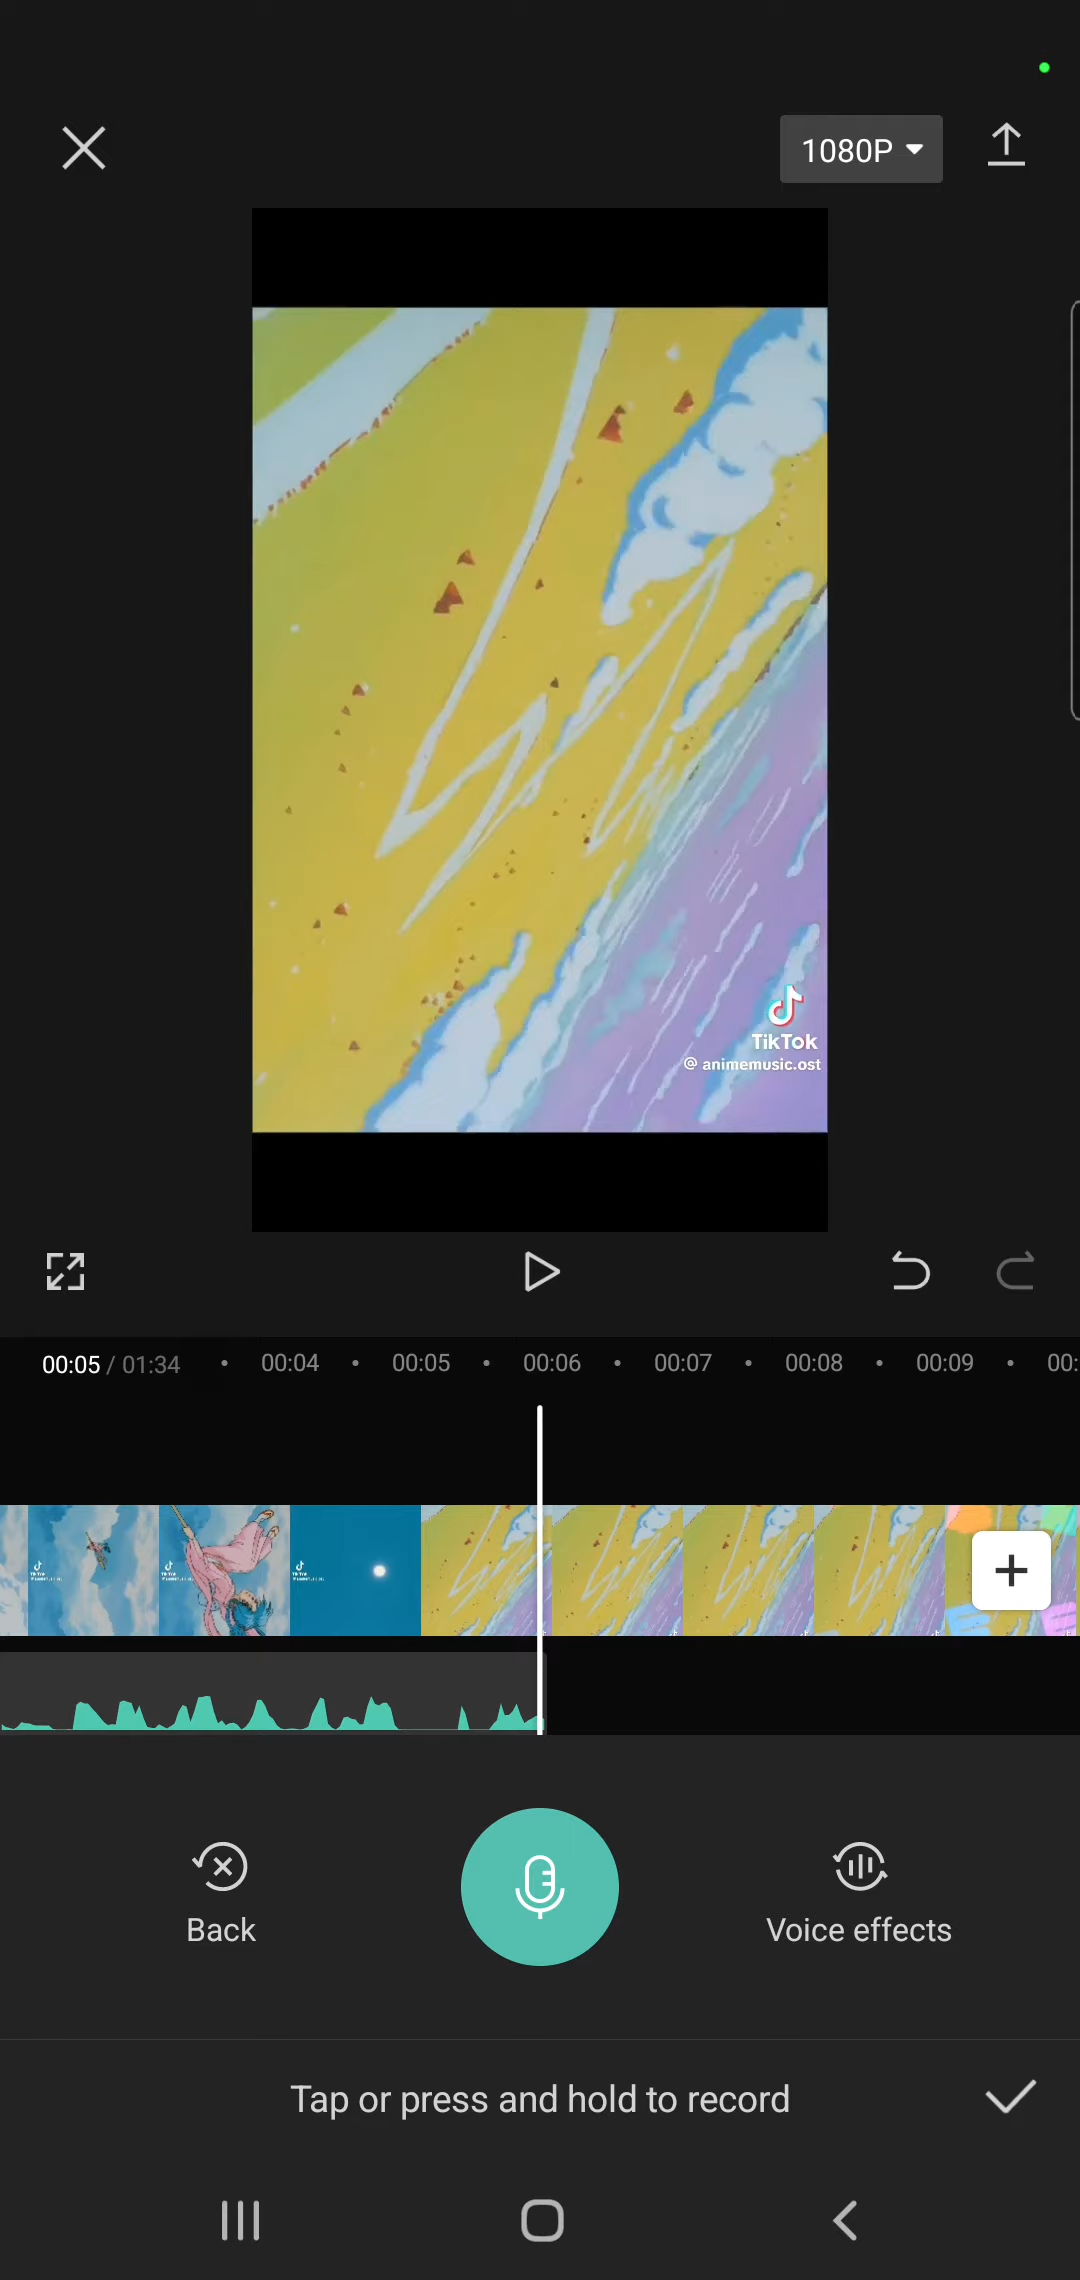 1080P
TikTok
@ animemusic.ost
00:05 / 01:34 • 00:04 • 00:05 • 00:06 • 00:07 • 00:08 • 00:09 • 00:
Back
Voice effects
Tap or press and hold to record